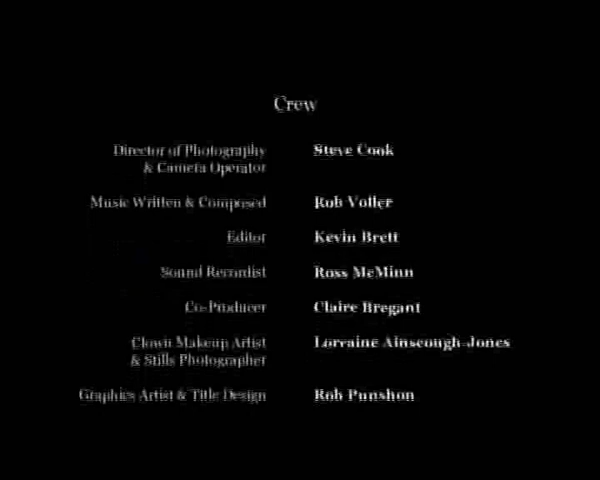 Crew
Director of Photography Steve Cook
& Camera Operator
Music Written & Composed Rob Voller
Editor Kevin Brett
Sound Recordist Ross McMinn
Co-Producer Claire Bregant
Clown Makeup Artist Lorraine Ainscough-Jones
& Stills Photographer
Graphics Artist & Title Design Rob Punshon